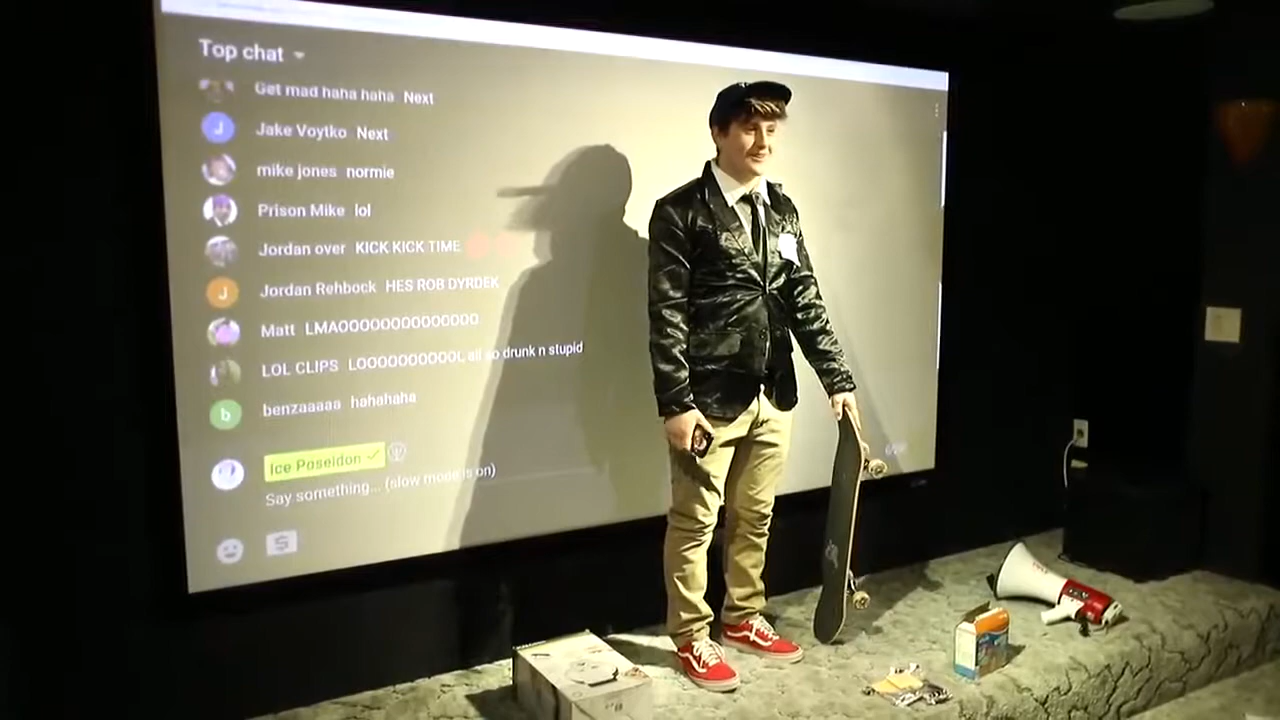 Top chat
Get mad haha haha Next
Jake Voytko Next
mike jones normie
Prison Mike lol
Jordan over KICK KICK TIME
Jordan Rehbock HES ROB DYRDEK
Matt LMAOOOOOOOOOOOOOO
LOL CLIPS LOOOOOOOOOOL all so drunk n stupid
benzaaaaa hahahaha
Ice Poseidon
Say something... (slow mode is on)
J
J
b